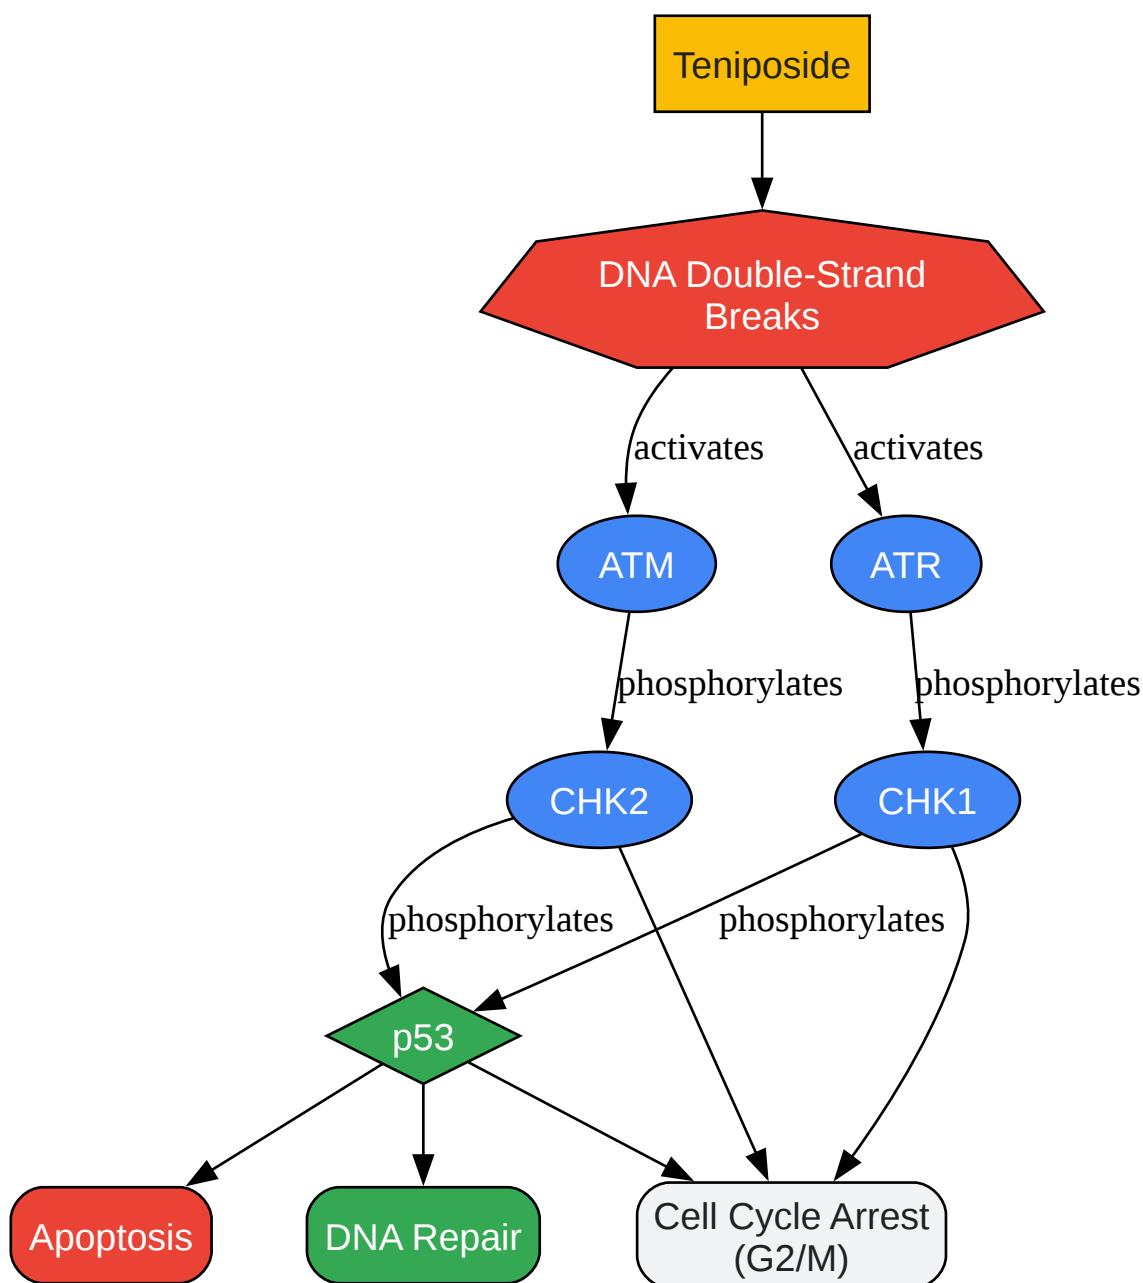 Teniposide
DNA Double-Strand
Breaks
activates
activates
ATM
ATR
phosphorylates
phosphorylates
CHK2
CHK1
phosphorylates
phosphorylates
p53
Apoptosis
DNA Repair
Cell Cycle Arrest
(G2/M)